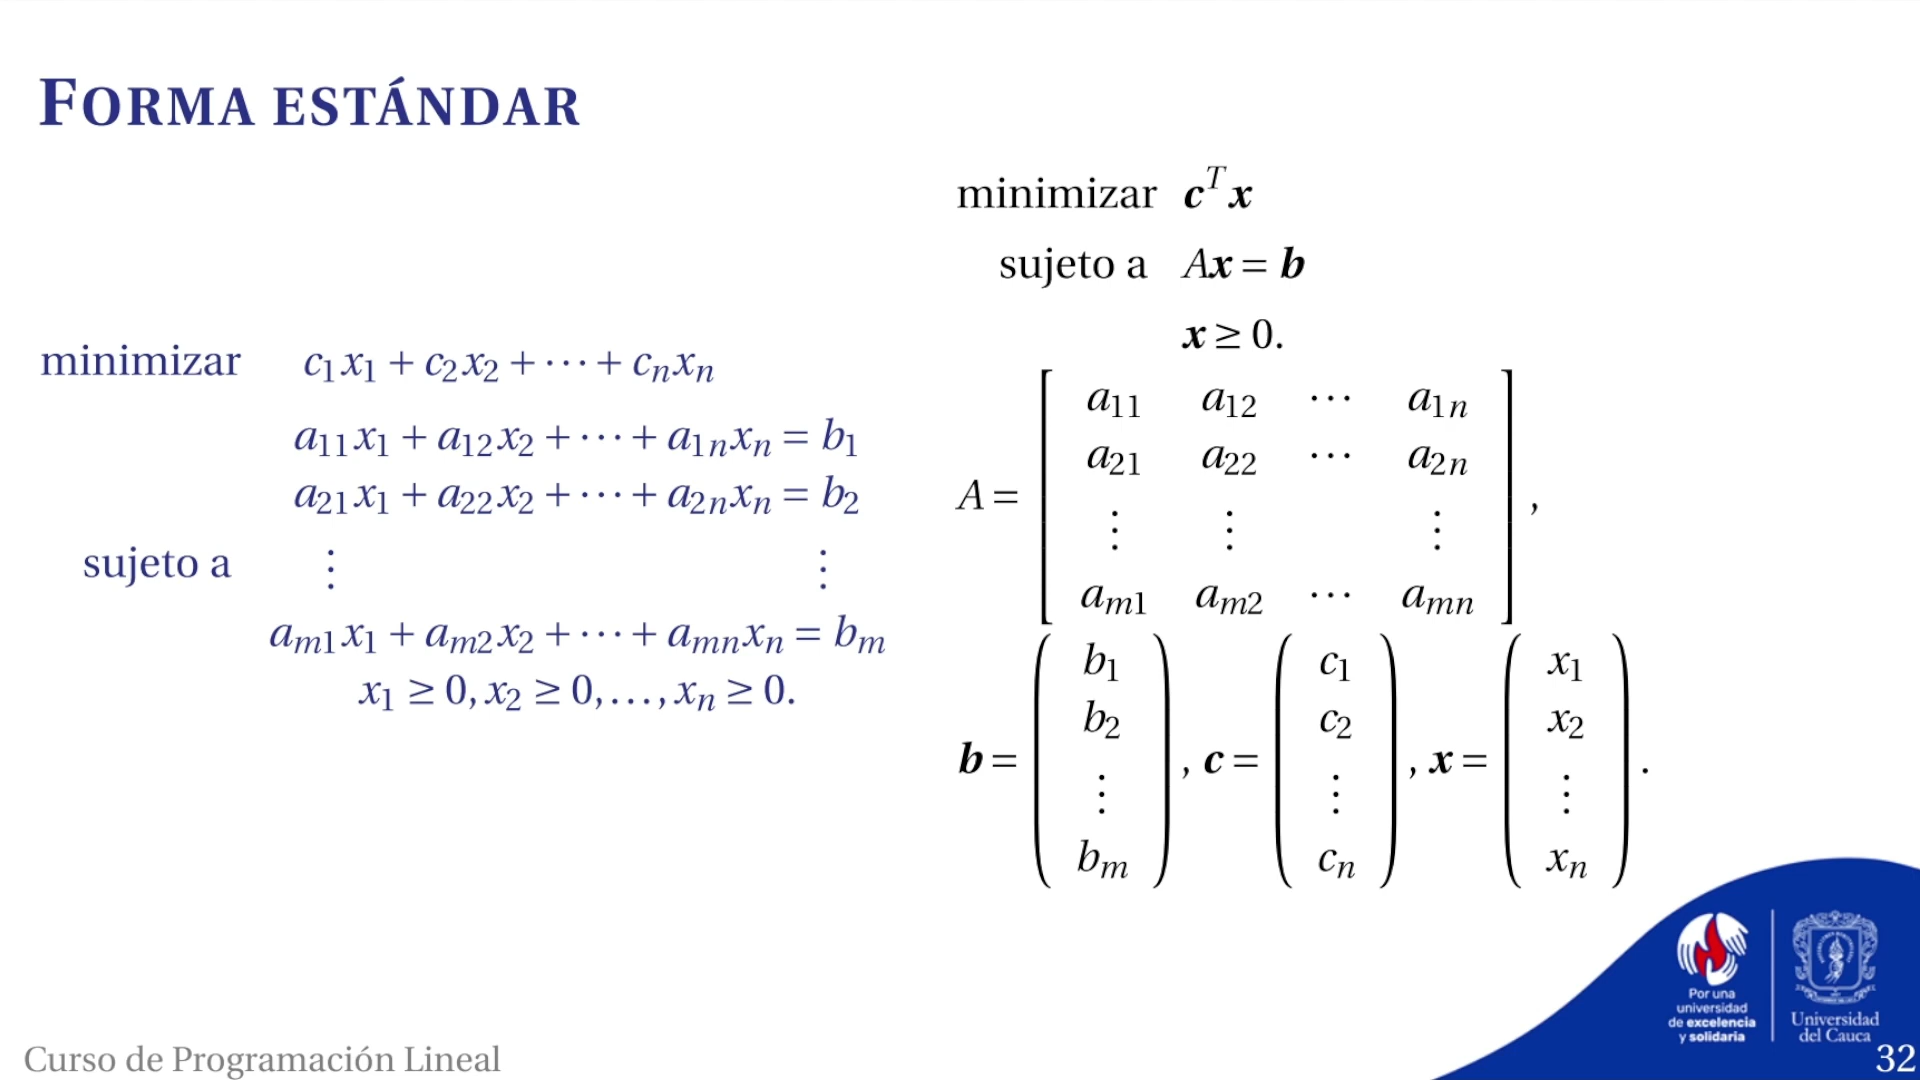 FORMA ESTÁNDAR
minimizar c₁x₁ + c₂x₂ + ⋯ + cₙxₙ
a₁₁x₁ + a₁₂x₂ + ⋯ + a₁ₙxₙ = b₁
a₂₁x₁ + a₂₂x₂ + ⋯ + a₂ₙxₙ = b₂
sujeto a ⋮ ⋮
aₘ₁x₁ + aₘ₂x₂ + ⋯ + aₘₙxₙ = bₘ
x₁ ≥ 0, x₂ ≥ 0, …, xₙ ≥ 0.
minimizar cᵀx
sujeto a Ax = b
x ≥ 0.
a₁₁ a₁₂ ⋯ a₁ₙ
a₂₁ a₂₂ ⋯ a₂ₙ
A = ⋮ ⋮ ⋮ ,
aₘ₁ aₘ₂ ⋯ aₘₙ
b₁ c₁ x₁
b₂ c₂ x₂
b = ⋮ , c = ⋮ , x = ⋮ .
bₘ cₙ xₙ
Por una
universidad
de excelencia
y solidaria
Universidad
del Cauca
Curso de Programación Lineal
32